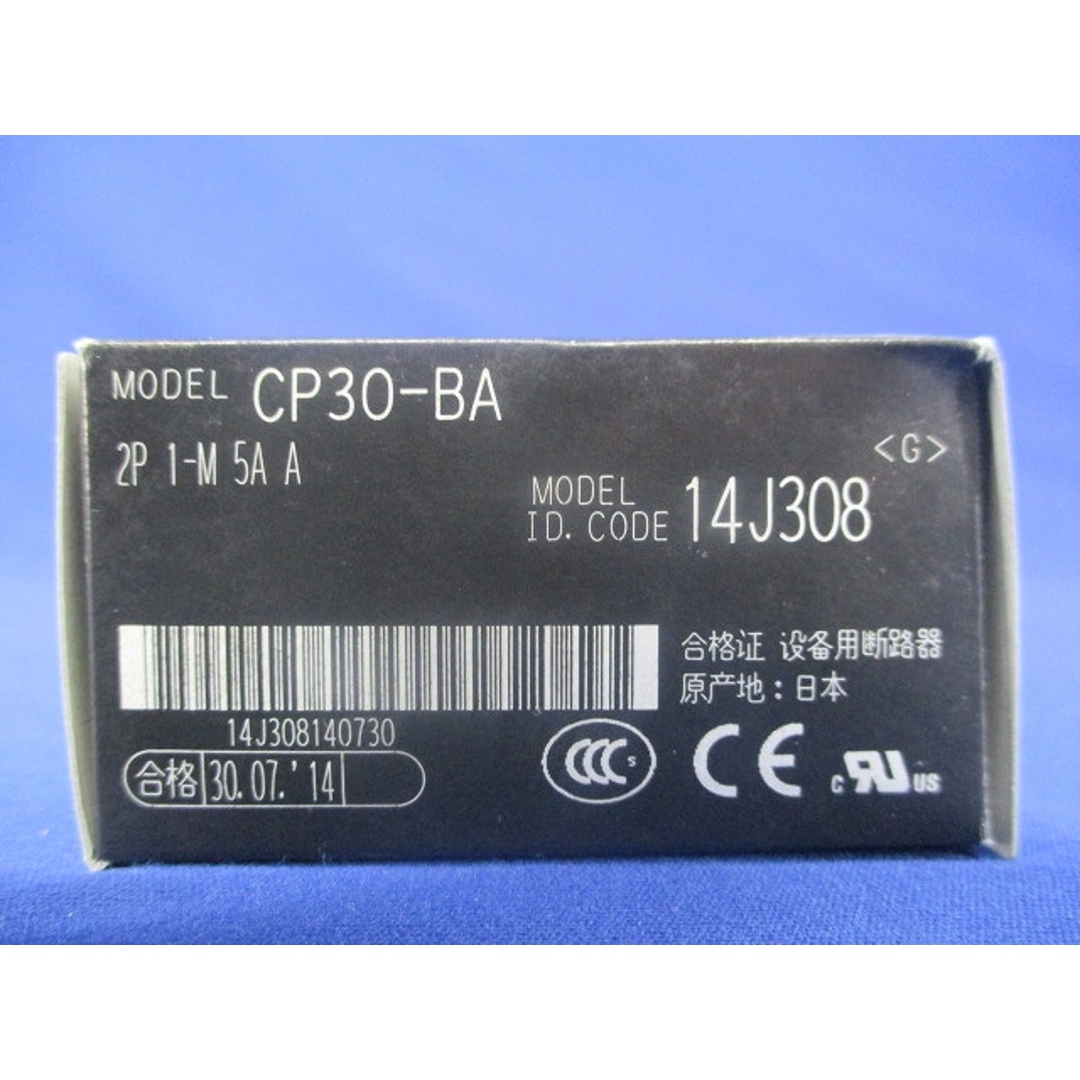 MODEL CP30-BA
2P 1-M 5A A
<G>
MODEL
ID. CODE 14J308
合格证 设备用断路器
原产地：日本
14J308140730
合格 30.07.'14
CCC S
CE
c RU US